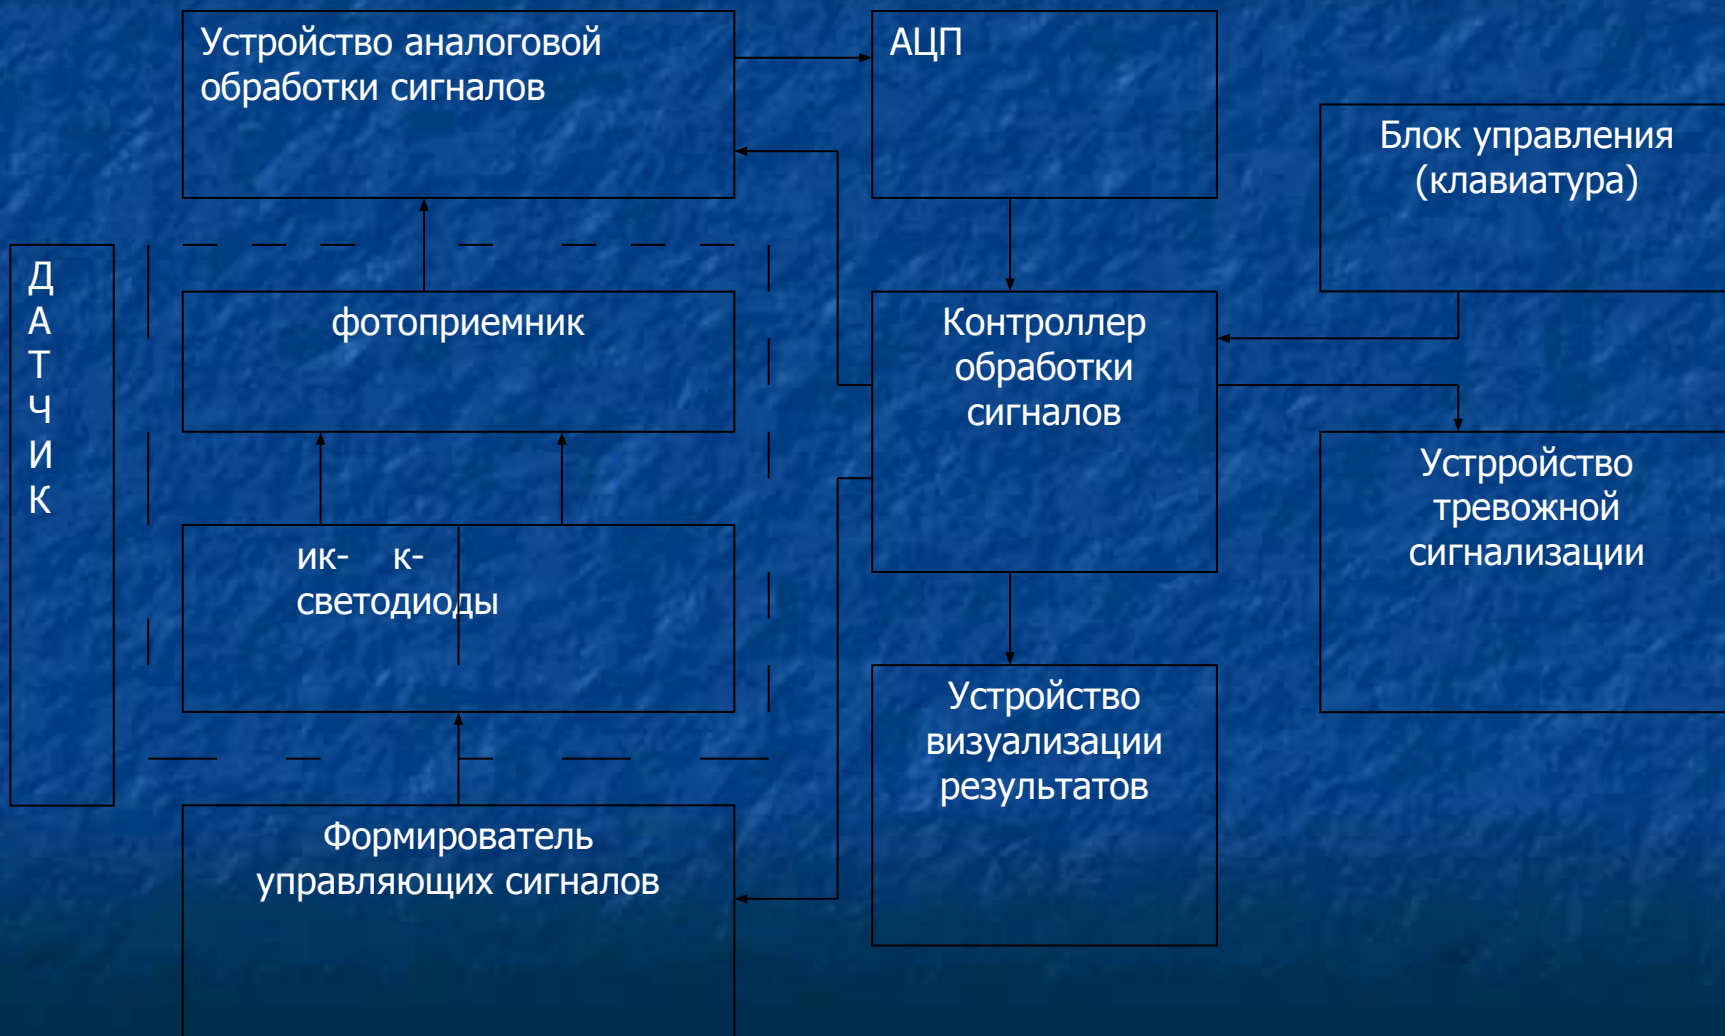 Устройство аналоговой
обработки сигналов
АЦП
Блок управления
(клавиатура)
Д
А
Т
Ч
И
К
фотоприемник
Контроллер
обработки
сигналов
Устрройство
тревожной
сигнализации
ик- к-
светодиоды
Устройство
визуализации
результатов
Формирователь
управляющих сигналов